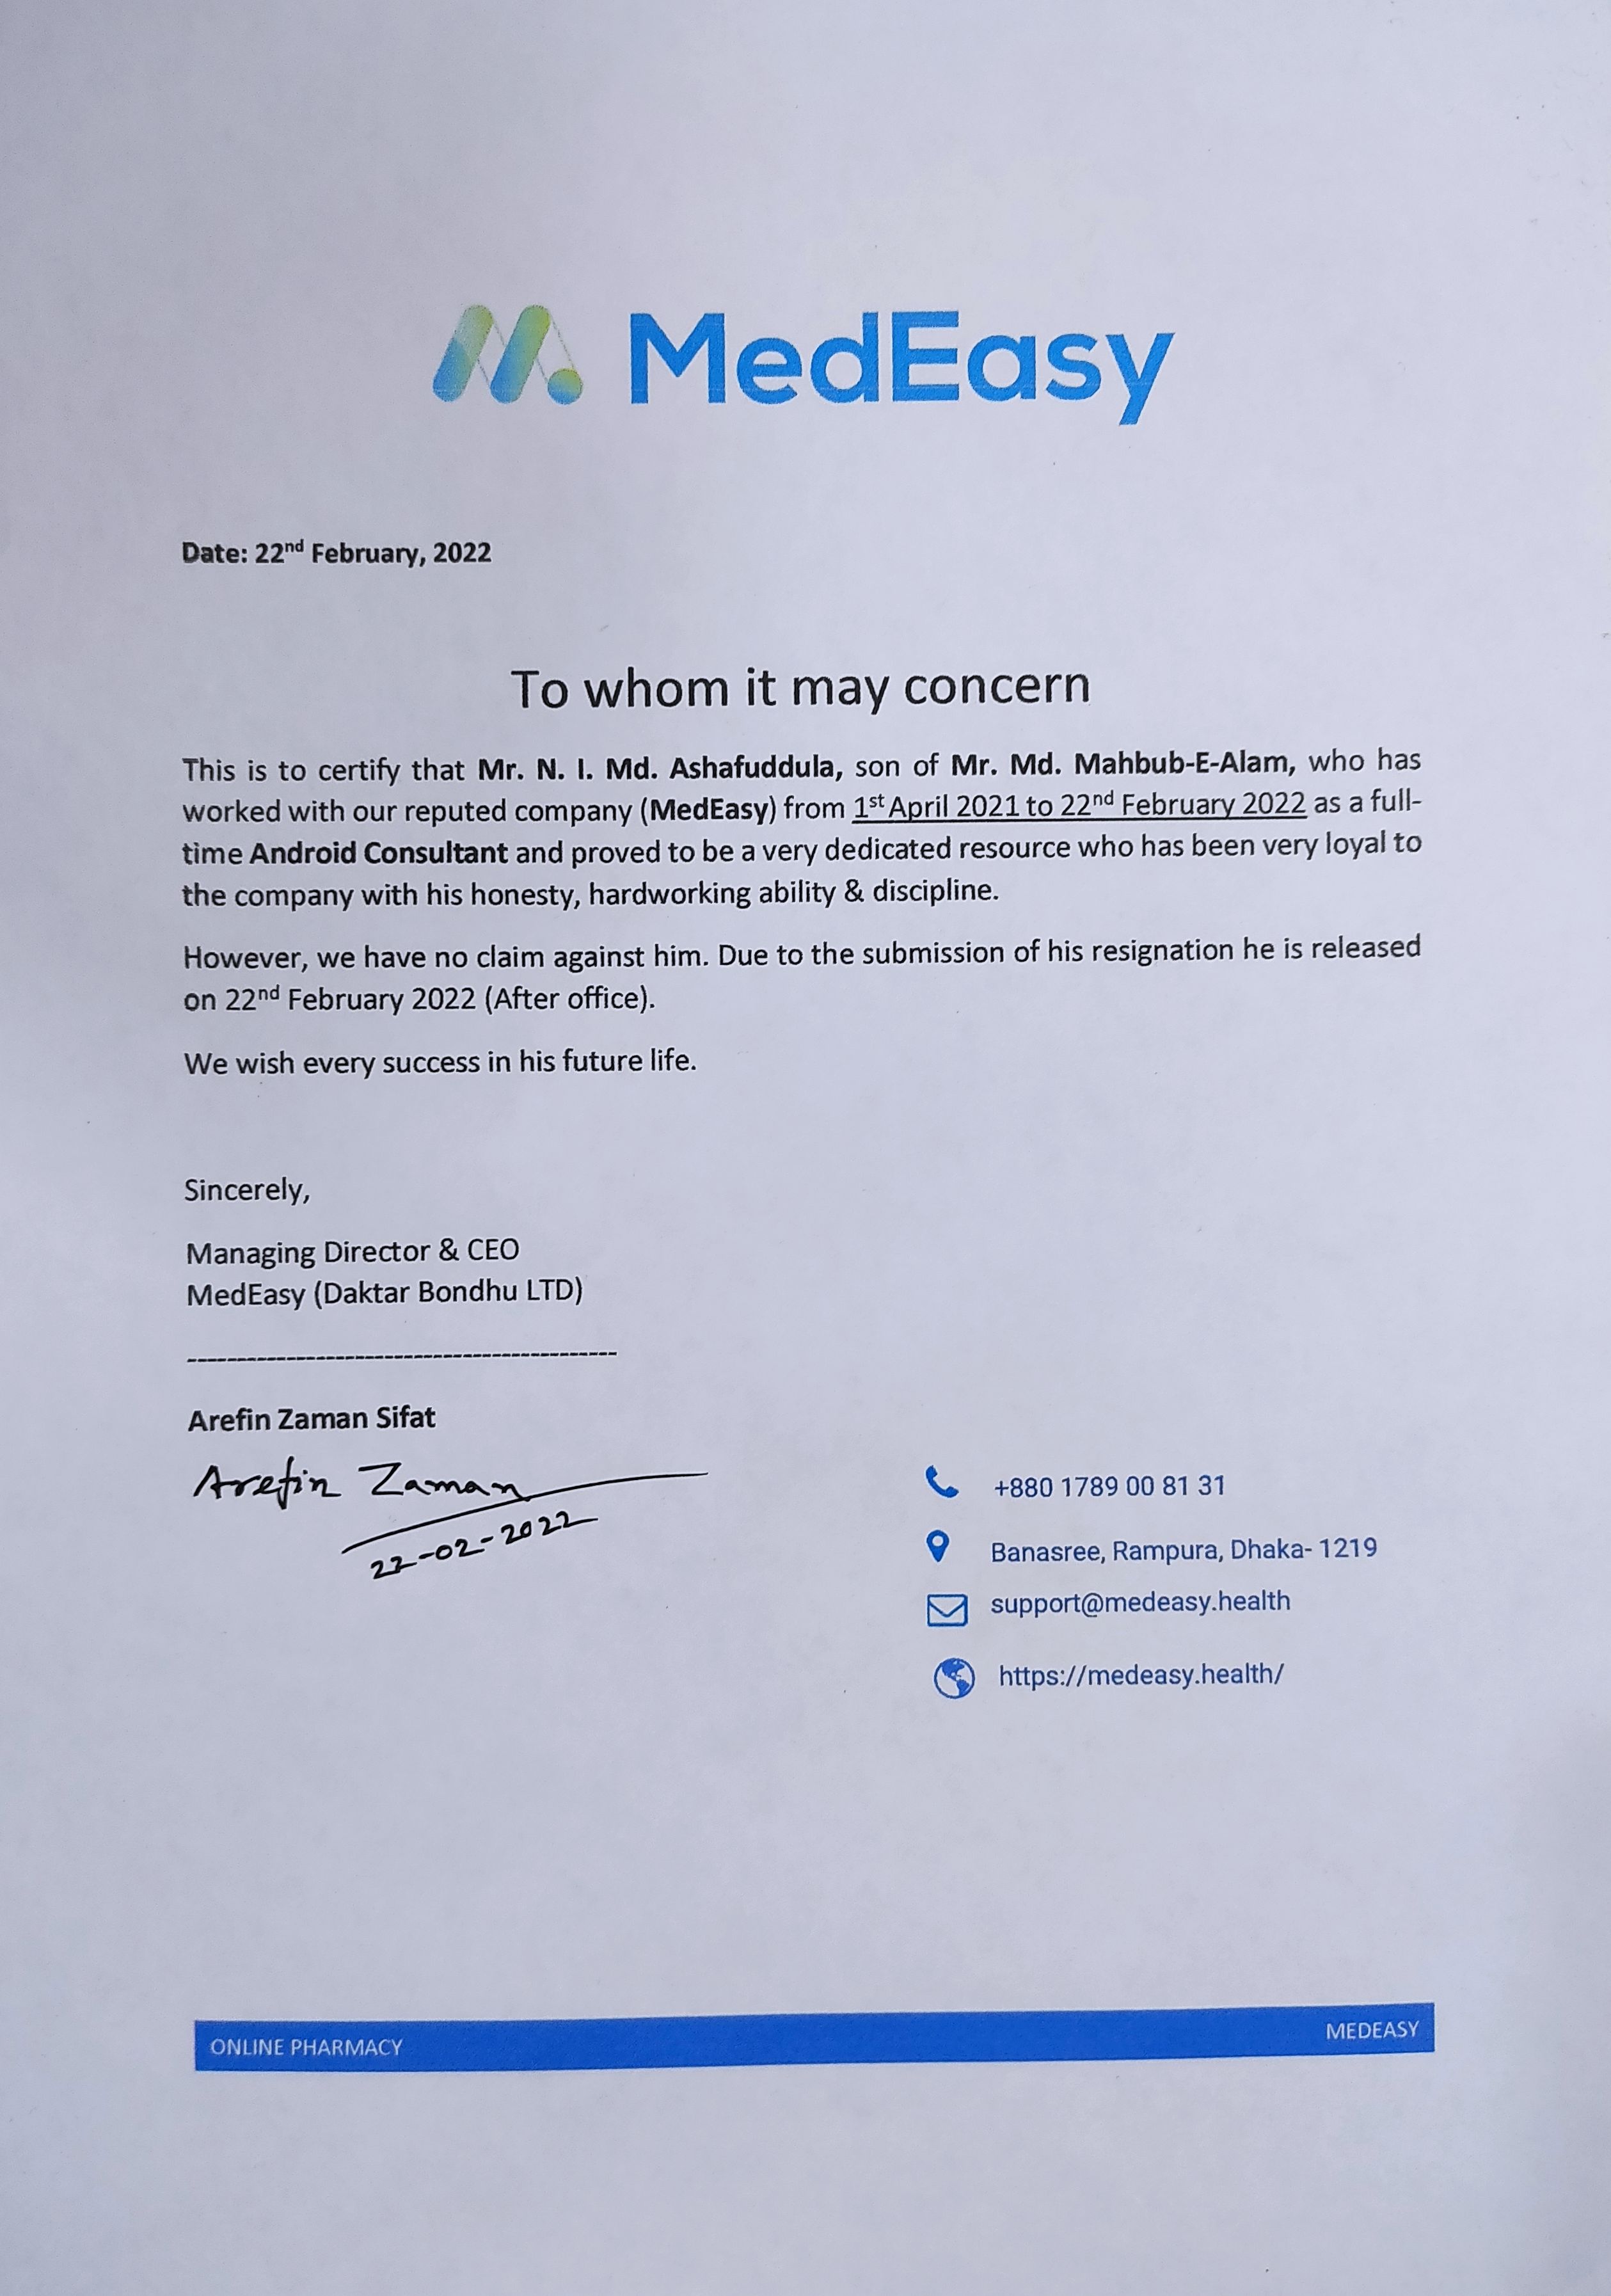 MedEasy
Date: 22nd February, 2022
To whom it may concern
This is to certify that Mr. N. I. Md. Ashafuddula, son of Mr. Md. Mahbub-E-Alam, who has
worked with our reputed company (MedEasy) from 1st April 2021 to 22nd February 2022 as a full-
time Android Consultant and proved to be a very dedicated resource who has been very loyal to
the company with his honesty, hardworking ability & discipline.
However, we have no claim against him. Due to the submission of his resignation he is released
on 22nd February 2022 (After office).
We wish every success in his future life.
Sincerely,
Managing Director & CEO
MedEasy (Daktar Bondhu LTD)
-------------------------------------------
Arefin Zaman Sifat
Arefin Zaman
22-02-2022
+880 1789 00 81 31
Banasree, Rampura, Dhaka- 1219
support@medeasy.health
https://medeasy.health/
ONLINE PHARMACY
MEDEASY